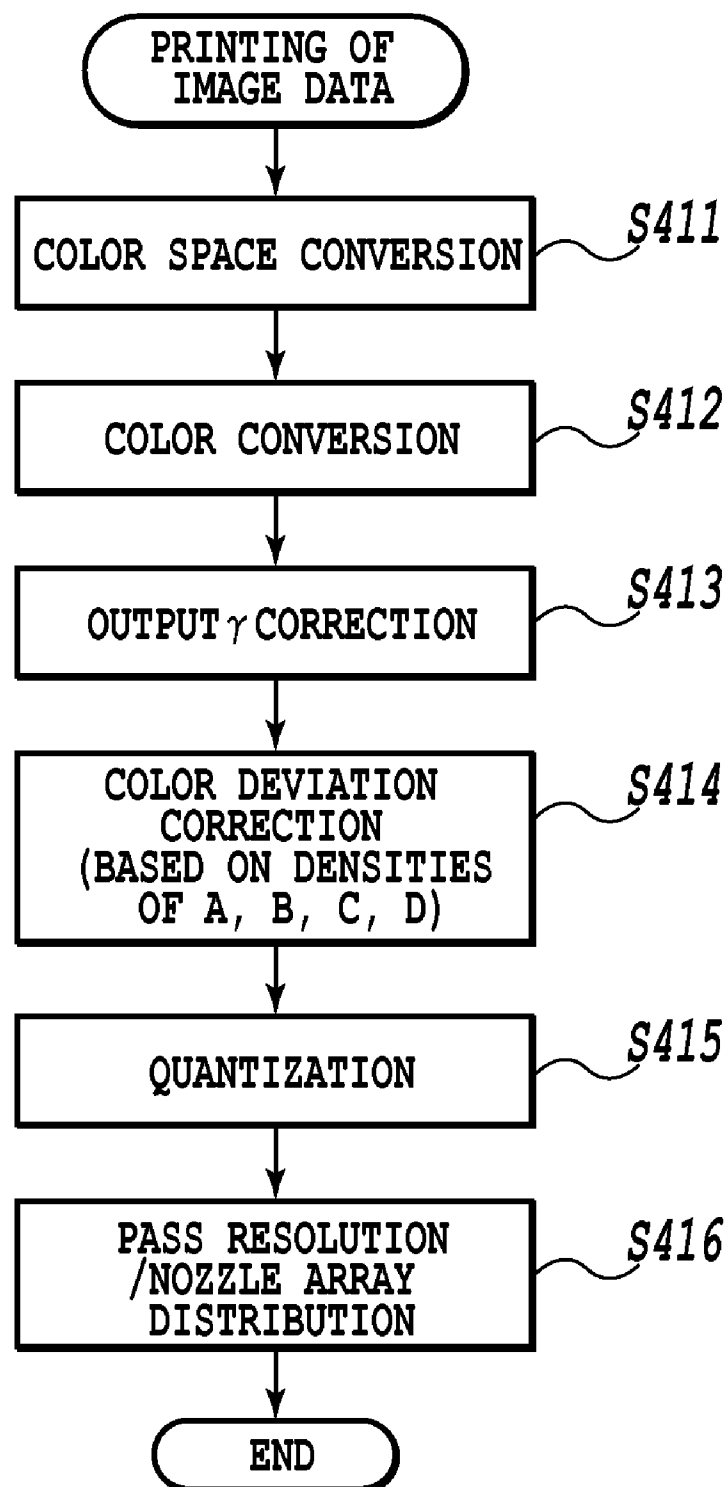 PRINTING OF
IMAGE DATA
COLOR SPACE CONVERSION
S411
COLOR CONVERSION
S412
OUTPUT γ CORRECTION
S413
COLOR DEVIATION
CORRECTION
(BASED ON DENSITIES
OF A, B, C, D)
S414
QUANTIZATION
S415
PASS RESOLUTION
/NOZZLE ARRAY
DISTRIBUTION
S416
END